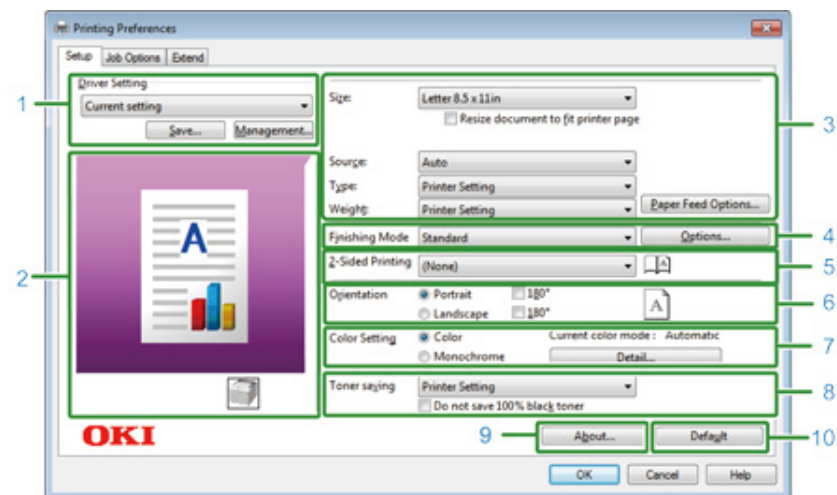 Printing Preferences
Setup Job Options Extend
Driver Setting
Current setting
Save... Management...
1
2
A
OKI
Size: Letter 8.5 x 11in
Resize document to fit printer page
Source: Auto
Type: Printer Setting
Weight: Printer Setting Paper Feed Options...
3
Finishing Mode Standard Options...
4
2-Sided Printing (None) A
5
Orientation Portrait 180°
Landscape 180°
A
6
Color Setting Color Current color mode : Automatic
Monochrome Detail...
7
Toner saving Printer Setting
Do not save 100% black toner
8
9 About... Default 10
OK Cancel Help